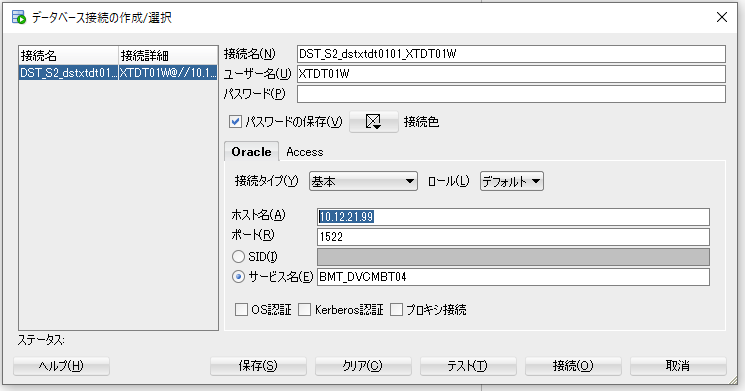 データベース接続の作成/選択
接続名 接続詳細
DST_S2_dstxtdt01... XTDT01W@//10.1...
接続名(N) DST_S2_dstxtdt0101_XTDT01W
ユーザー名(U) XTDT01W
パスワード(P)
パスワードの保存(V) 接続色
Oracle Access
接続タイプ(Y) 基本 ロール(L) デフォルト
ホスト名(A) 10.12.21.99
ポート(R) 1522
SID(I)
サービス名(E) BMT_DVCMBT04
OS認証 Kerberos認証 プロキシ接続
ステータス:
ヘルプ(H) 保存(S) クリア(C) テスト(T) 接続(O) 取消